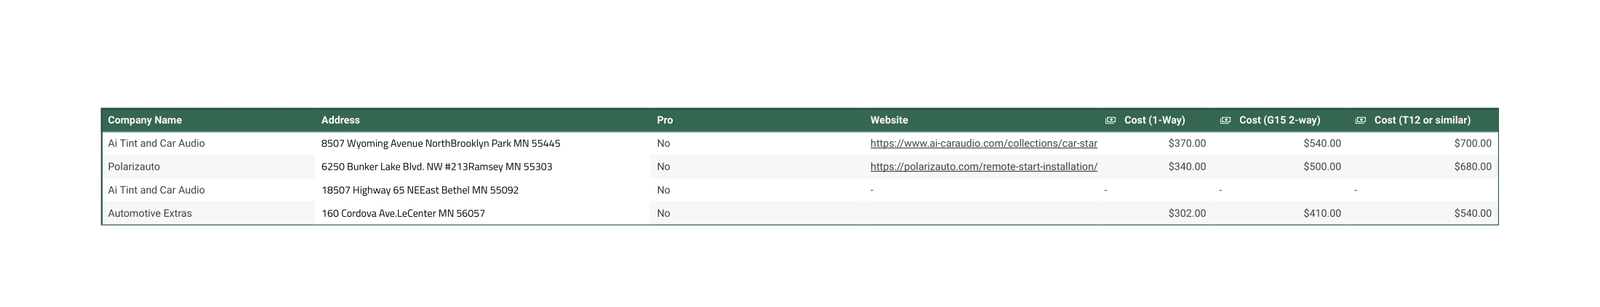 Company Name Address Pro Website Cost (1-Way) Cost (G15 2-way) Cost (T12 or similar)
Ai Tint and Car Audio 8507 Wyoming Avenue NorthBrooklyn Park MN 55445 No https://www.ai-caraudio.com/collections/car-star $370.00 $540.00 $700.00
Polarizauto 6250 Bunker Lake Blvd. NW #213Ramsey MN 55303 No https://polarizauto.com/remote-start-installation/ $340.00 $500.00 $680.00
Ai Tint and Car Audio 18507 Highway 65 NEEast Bethel MN 55092 No - - - -
Automotive Extras 160 Cordova Ave.LeCenter MN 56057 No $302.00 $410.00 $540.00